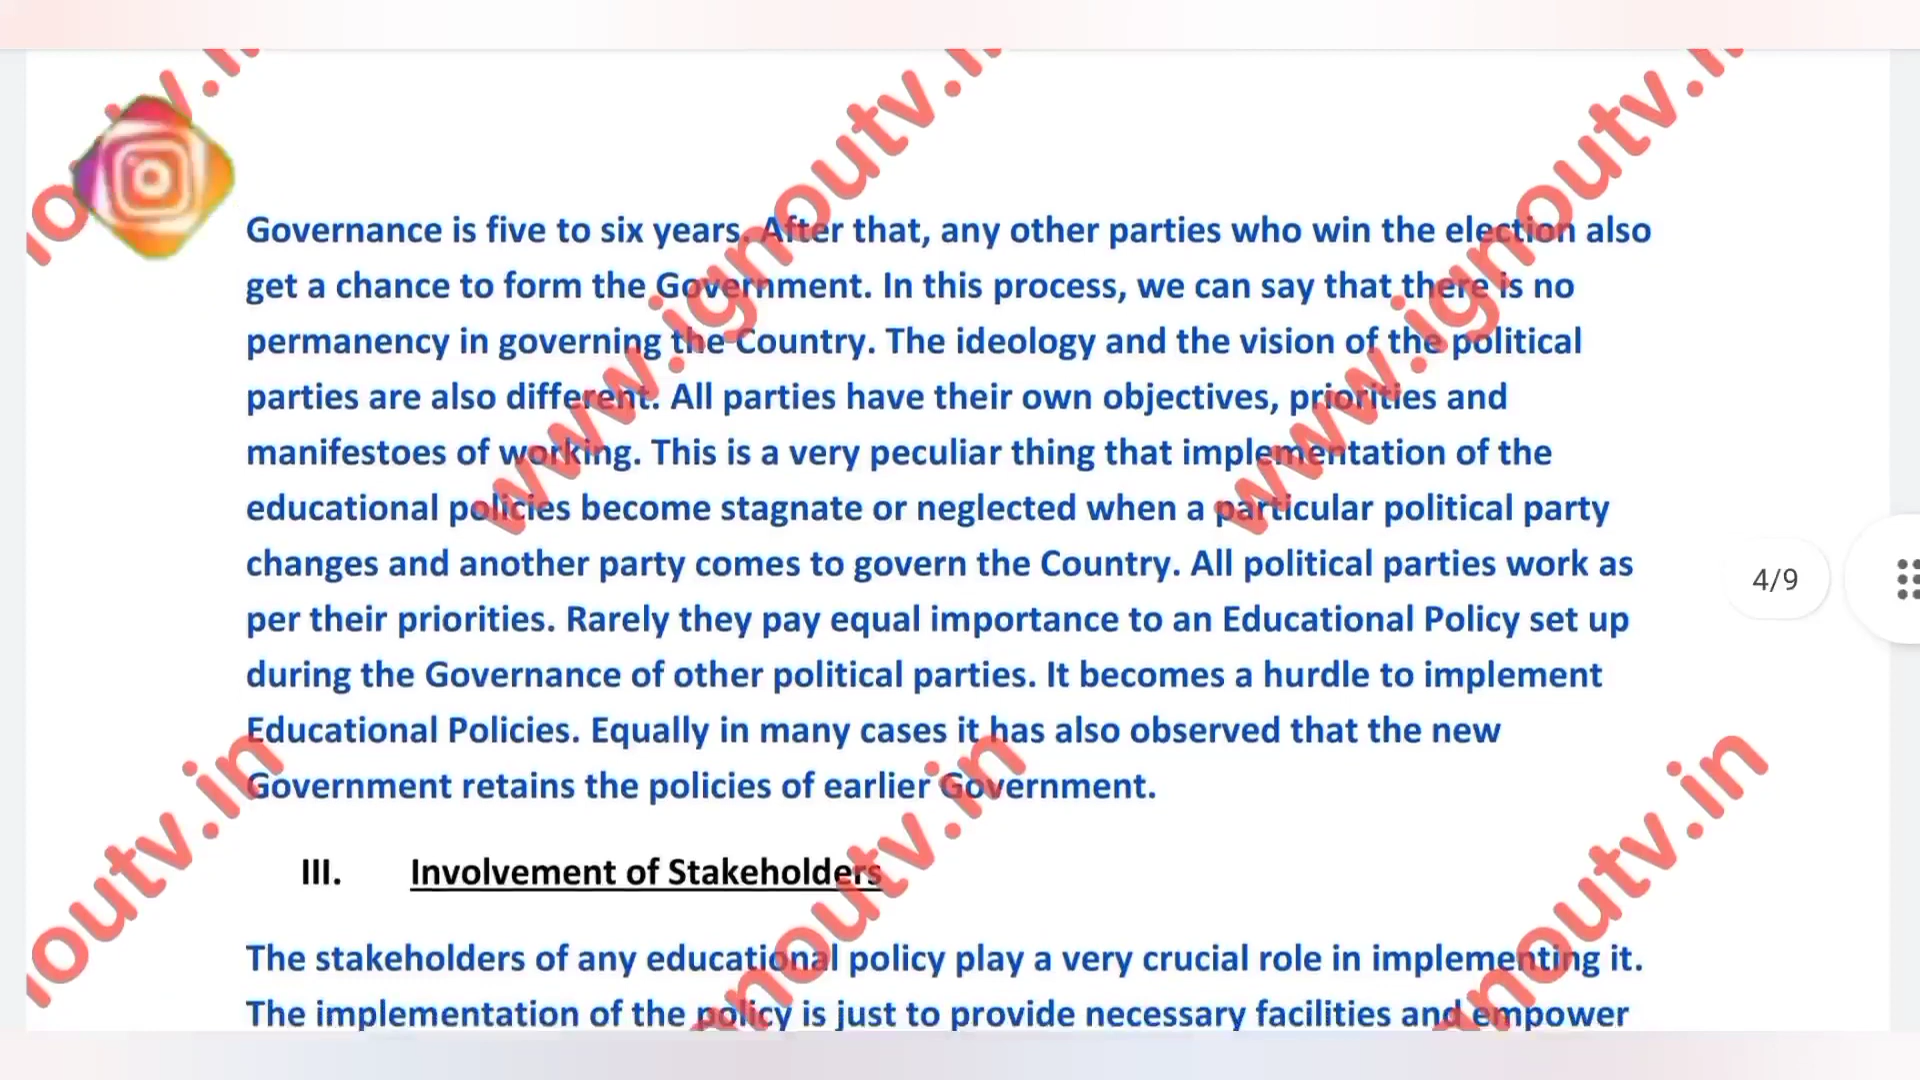 Governance is five to six years. After that, any other parties who win the election also
get a chance to form the Government. In this process, we can say that there is no
permanency in governing the Country. The ideology and the vision of the political
parties are also different. All parties have their own objectives, priorities and
manifestoes of working. This is a very peculiar thing that implementation of the
educational policies become stagnate or neglected when a particular political party
changes and another party comes to govern the Country. All political parties work as
per their priorities. Rarely they pay equal importance to an Educational Policy set up
during the Governance of other political parties. It becomes a hurdle to implement
Educational Policies. Equally in many cases it has also observed that the new
Government retains the policies of earlier Government.
III. Involvement of Stakeholders
The stakeholders of any educational policy play a very crucial role in implementing it.
The implementation of the policy is just to provide necessary facilities and empower
4/9
www.ignoutv.in
www.ignoutv.in
noutv.in
noutv.in
noutv.in